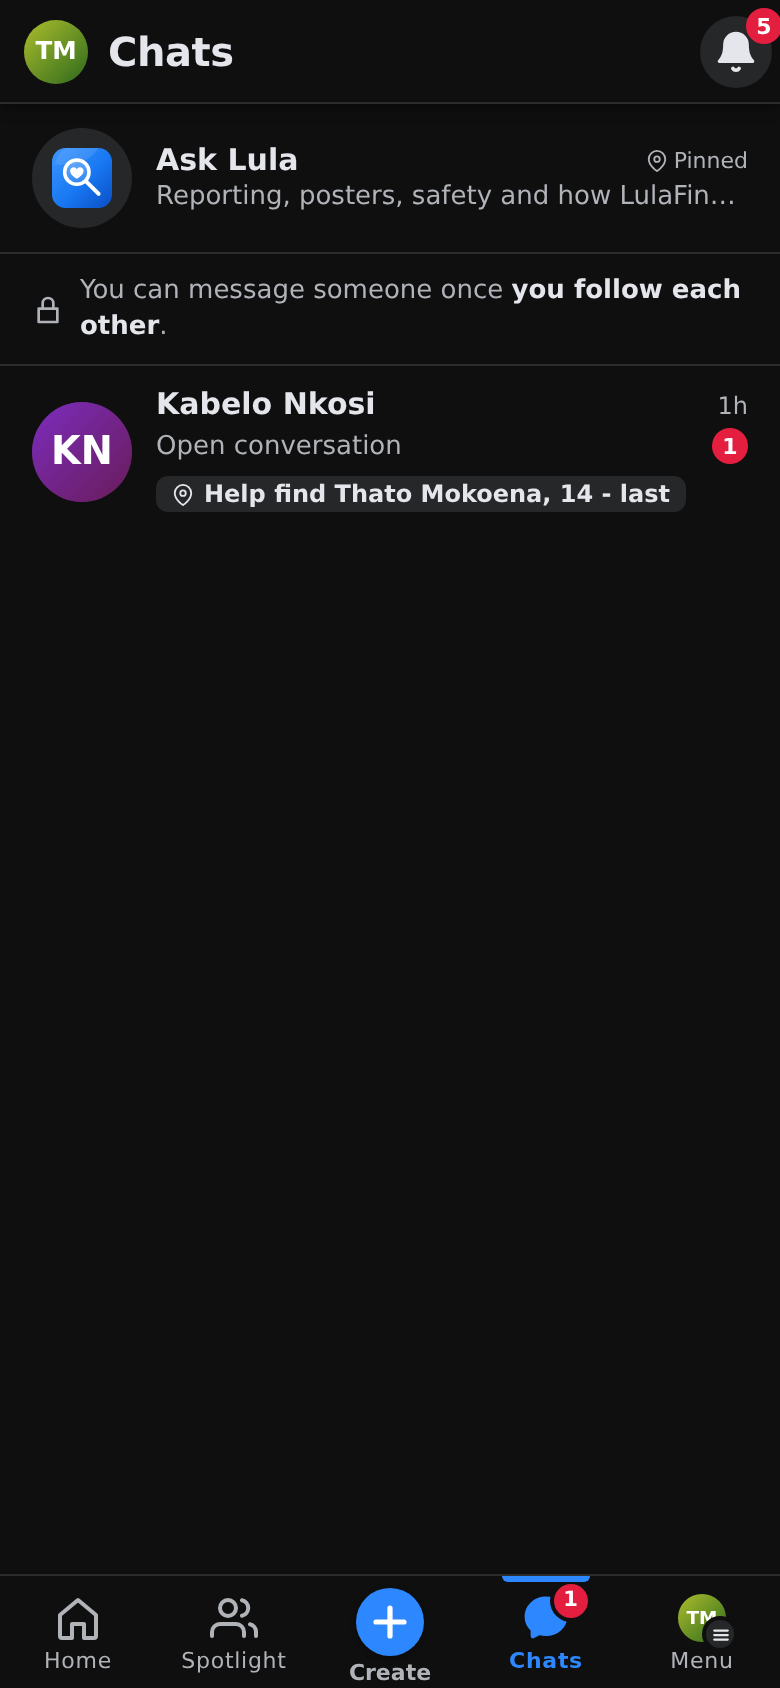 TM Chats 5
Ask Lula Pinned
Reporting, posters, safety and how LulaFin...
You can message someone once you follow each
other.
KN Kabelo Nkosi 1h
Open conversation 1
Help find Thato Mokoena, 14 - last
1 TM
Home Spotlight Create Chats Menu